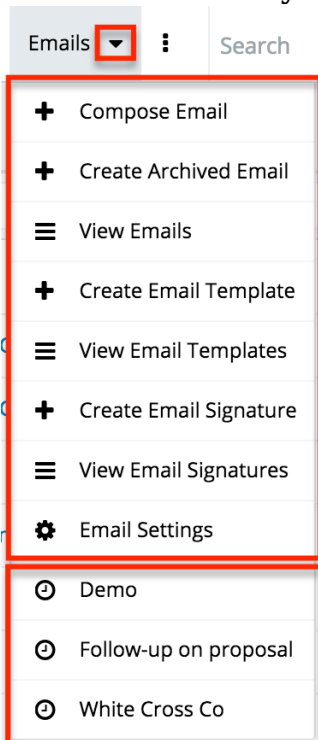 Emails
Search
Compose Email
Create Archived Email
View Emails
Create Email Template
View Email Templates
Create Email Signature
View Email Signatures
Email Settings
Demo
Follow-up on proposal
White Cross Co